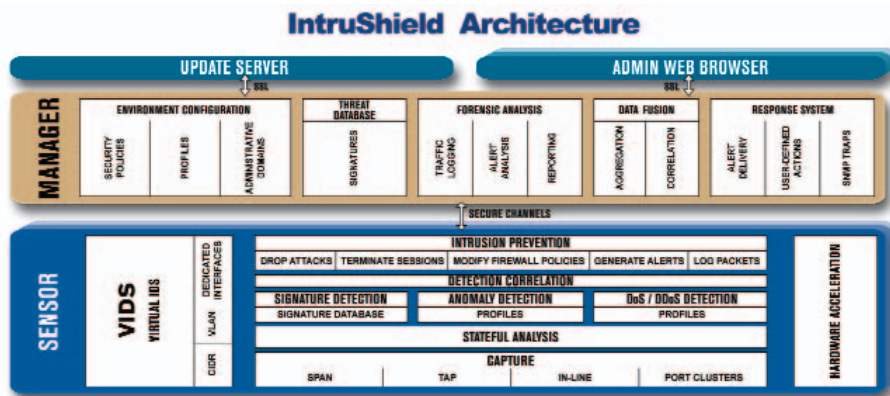 IntruShield Architecture
UPDATE SERVER
ADMIN WEB BROWSER
SSL
SSL
MANAGER
ENVIRONMENT CONFIGURATION
SECURITY
POLICIES
PROFILES
ADMINISTRATIVE
DOMAINS
THREAT
DATABASE
SIGNATURES
FORENSIC ANALYSIS
TRAFFIC
LOGGING
ALERT
ANALYSIS
REPORTING
DATA FUSION
AGGREGATION
CORRELATION
RESPONSE SYSTEM
ALERT
DELIVERY
USER-DEFINED
ACTIONS
SNMP TRAPS
SECURE CHANNELS
SENSOR
VIDS
VIRTUAL IDS
DEDICATED
INTERFACES
VLAN
CIDR
INTRUSION PREVENTION
DROP ATTACKS
TERMINATE SESSIONS
MODIFY FIREWALL POLICIES
GENERATE ALERTS
LOG PACKETS
DETECTION CORRELATION
SIGNATURE DETECTION
SIGNATURE DATABASE
ANOMALY DETECTION
PROFILES
DoS / DDoS DETECTION
PROFILES
STATEFUL ANALYSIS
CAPTURE
SPAN
TAP
IN-LINE
PORT CLUSTERS
HARDWARE ACCELERATION